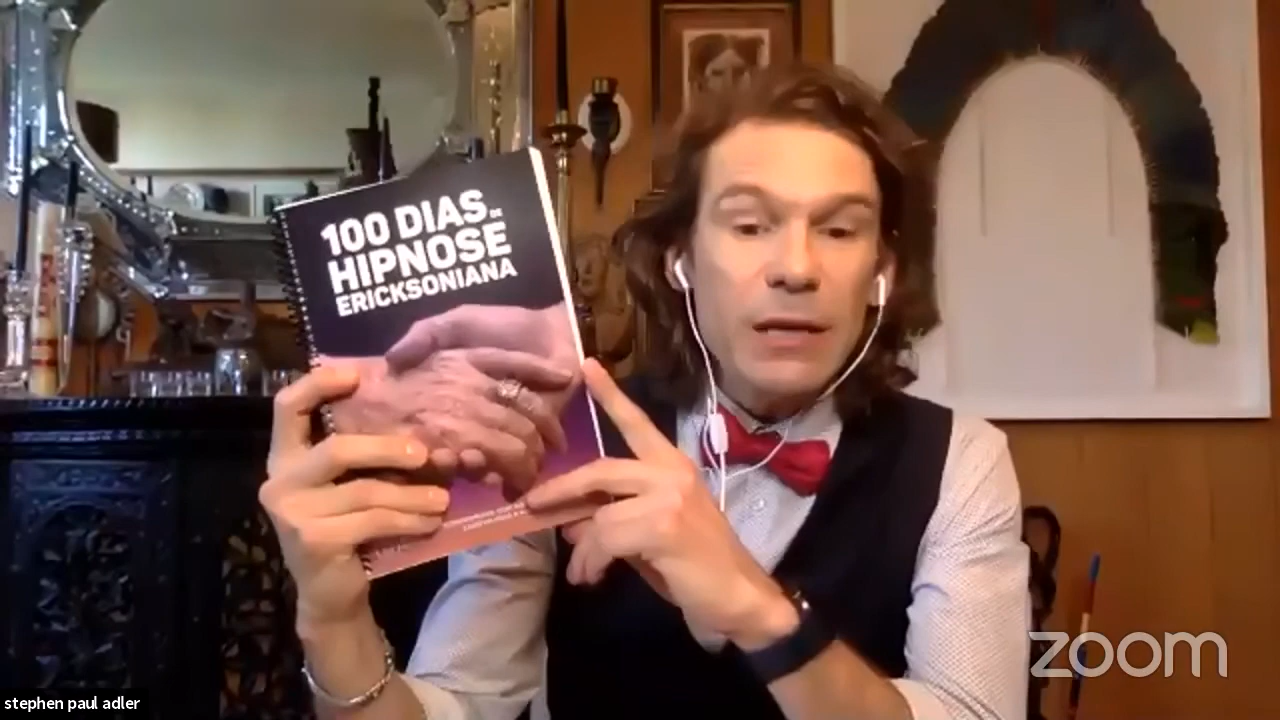 100 DIAS DE
HIPNOSE
ERICKSONIANA
stephen paul adler
zoom